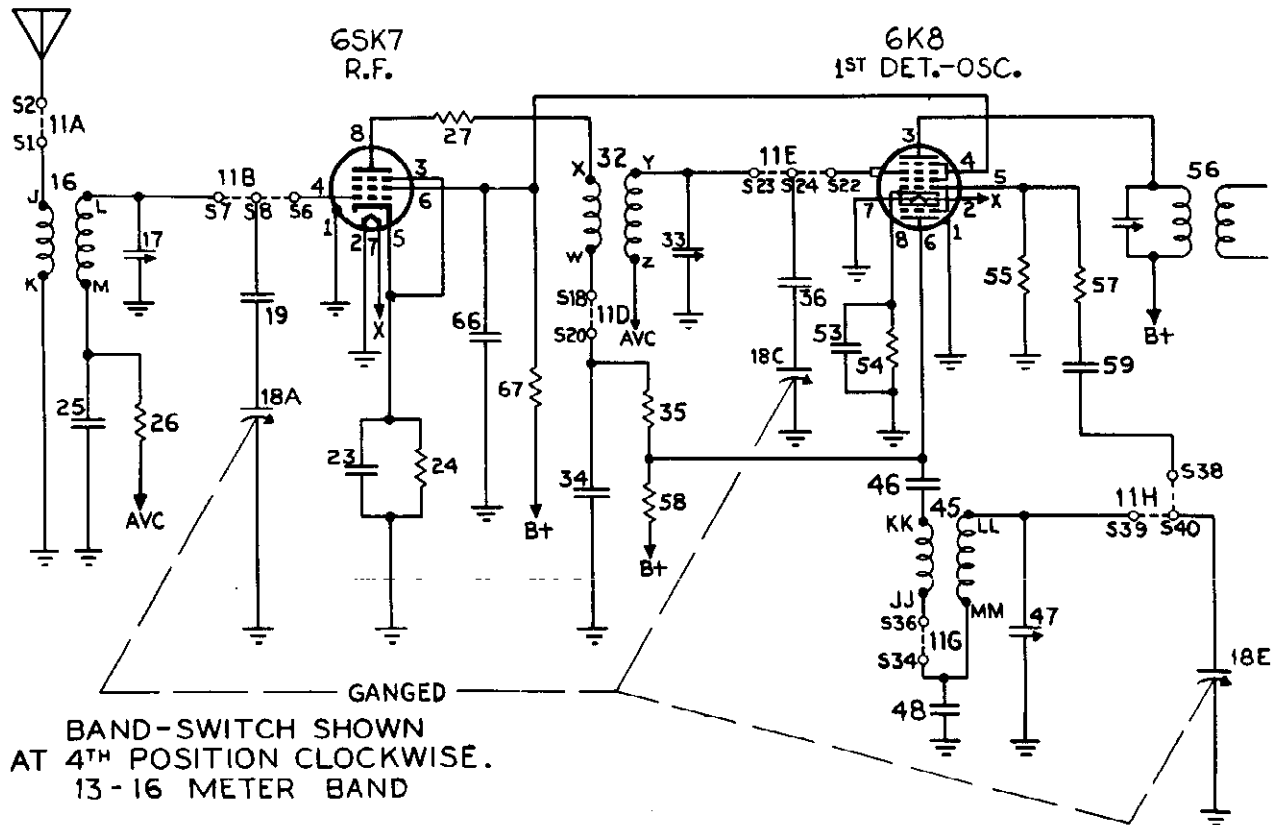 6SK7
R.F.
6K8
1ST DET.-OSC.
S2
11A
S1
8
27
3
4
6
5
X
32
Y
11E
S23 S24 S22
3
4
5
X
2
7
8
6
1
56
J
16
L
11B
S7 S8 S6
4
1
2
7
5
X
K
M
17
19
66
67
W
Z
33
36
55
57
B+
S18
11D
S20
AVC
53
54
18C
59
25
26
18A
35
23
24
34
58
46
45
S38
11H
S39
S40
AVC
B+
B+
KK
LL
JJ
MM
47
S36
11G
S34
18E
48
GANGED
BAND-SWITCH SHOWN
AT 4TH POSITION CLOCKWISE.
13-16 METER BAND